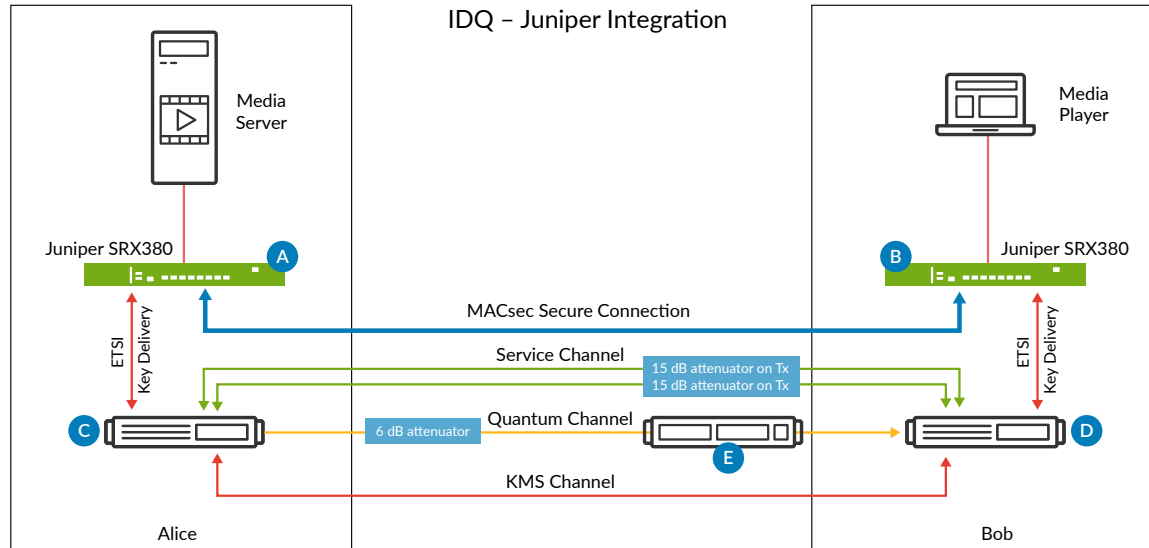 IDQ – Juniper Integration
Media
Server
Media
Player
Juniper SRX380
A
B
Juniper SRX380
MACsec Secure Connection
ETSI
Key Delivery
ETSI
Key Delivery
Service Channel
15 dB attenuator on Tx
15 dB attenuator on Tx
C
6 dB attenuator
Quantum Channel
E
D
KMS Channel
Alice
Bob